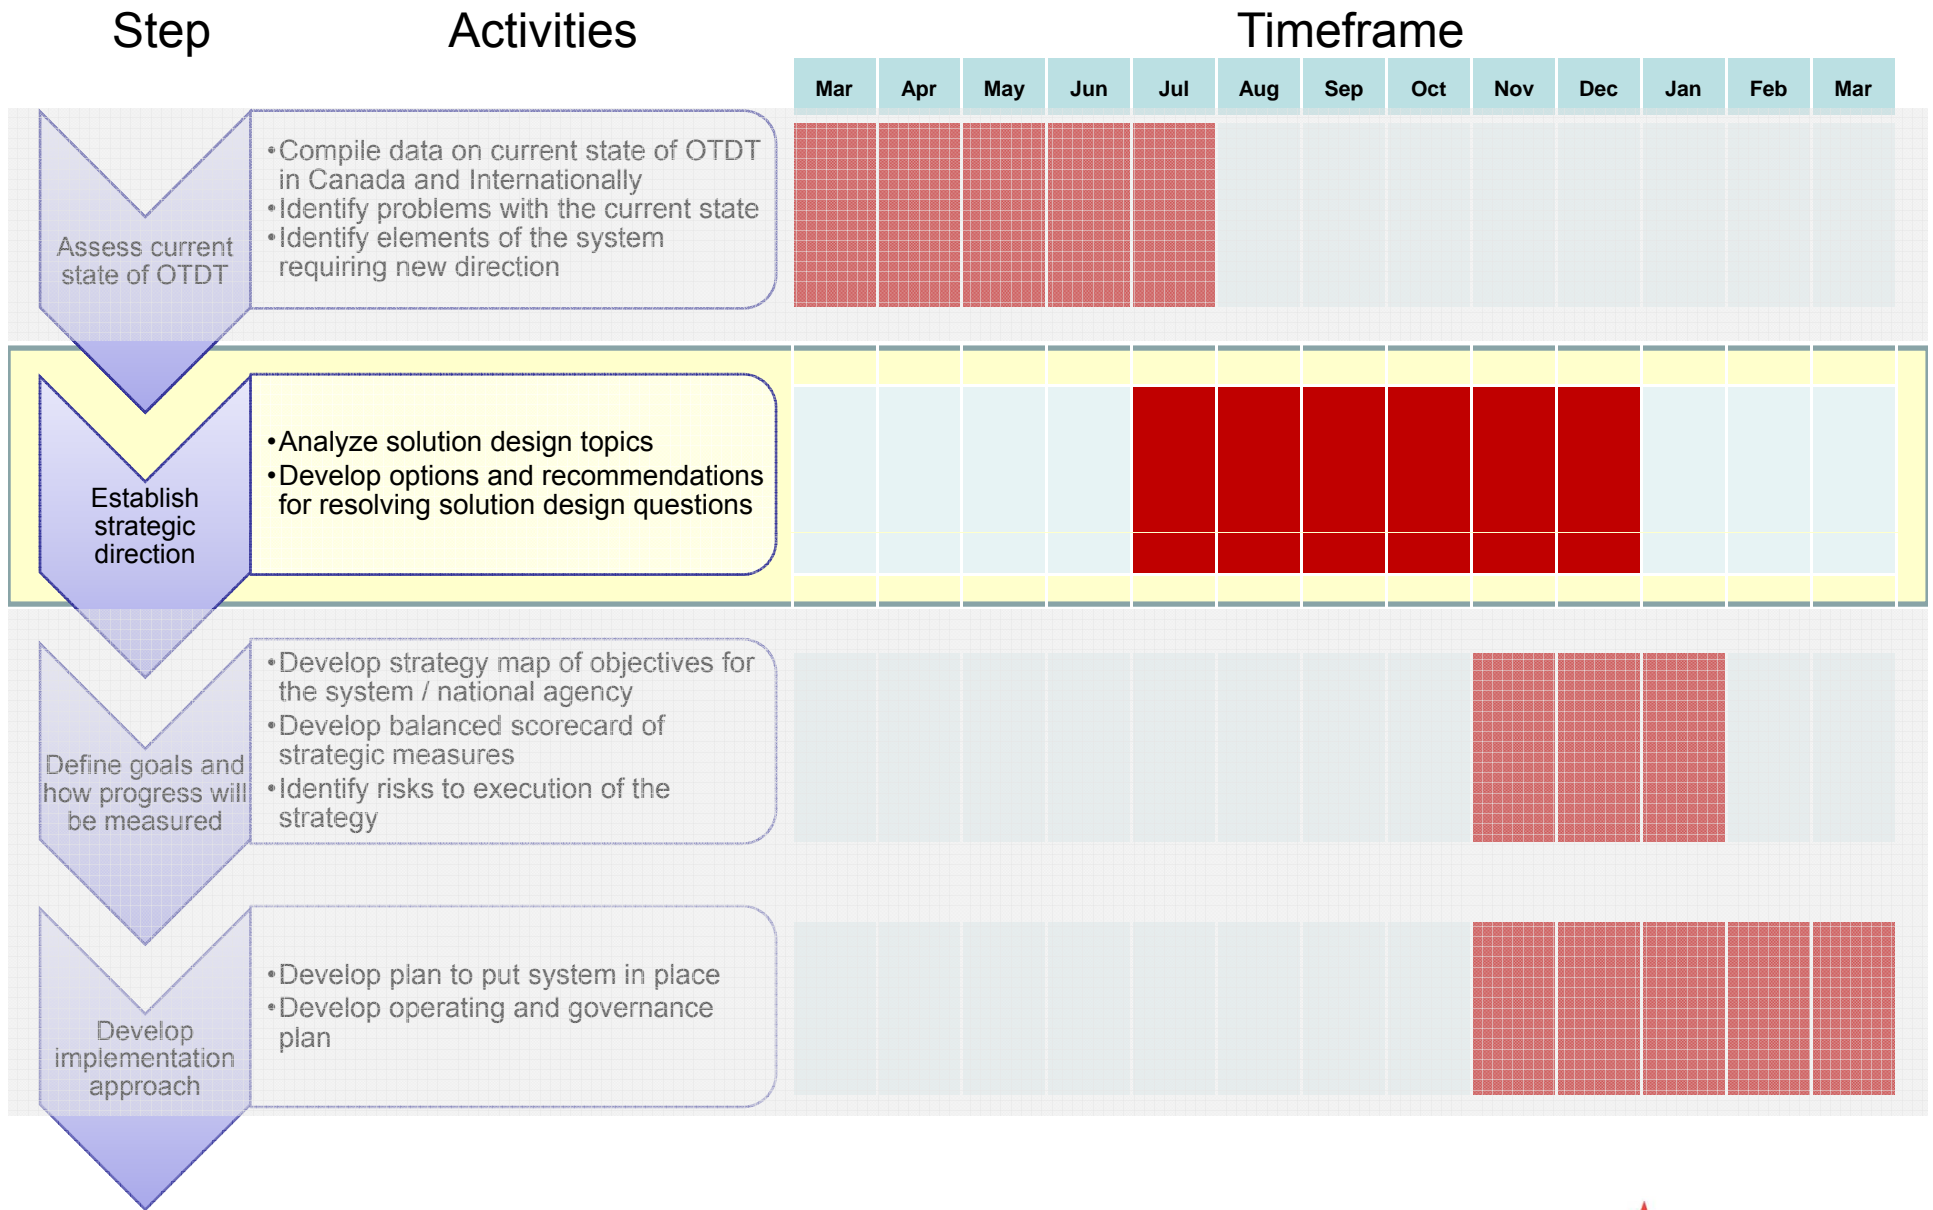 Step
Activities
Timeframe
Mar Apr May Jun Jul Aug Sep Oct Nov Dec Jan Feb Mar
Assess current
state of OTDT
•Compile data on current state of OTDT
in Canada and Internationally
•Identify problems with the current state
•Identify elements of the system
requiring new direction
Establish
strategic
direction
•Analyze solution design topics
•Develop options and recommendations
for resolving solution design questions
Define goals and
how progress will
be measured
•Develop strategy map of objectives for
the system / national agency
•Develop balanced scorecard of
strategic measures
•Identify risks to execution of the
strategy
Develop
implementation
approach
•Develop plan to put system in place
•Develop operating and governance
plan